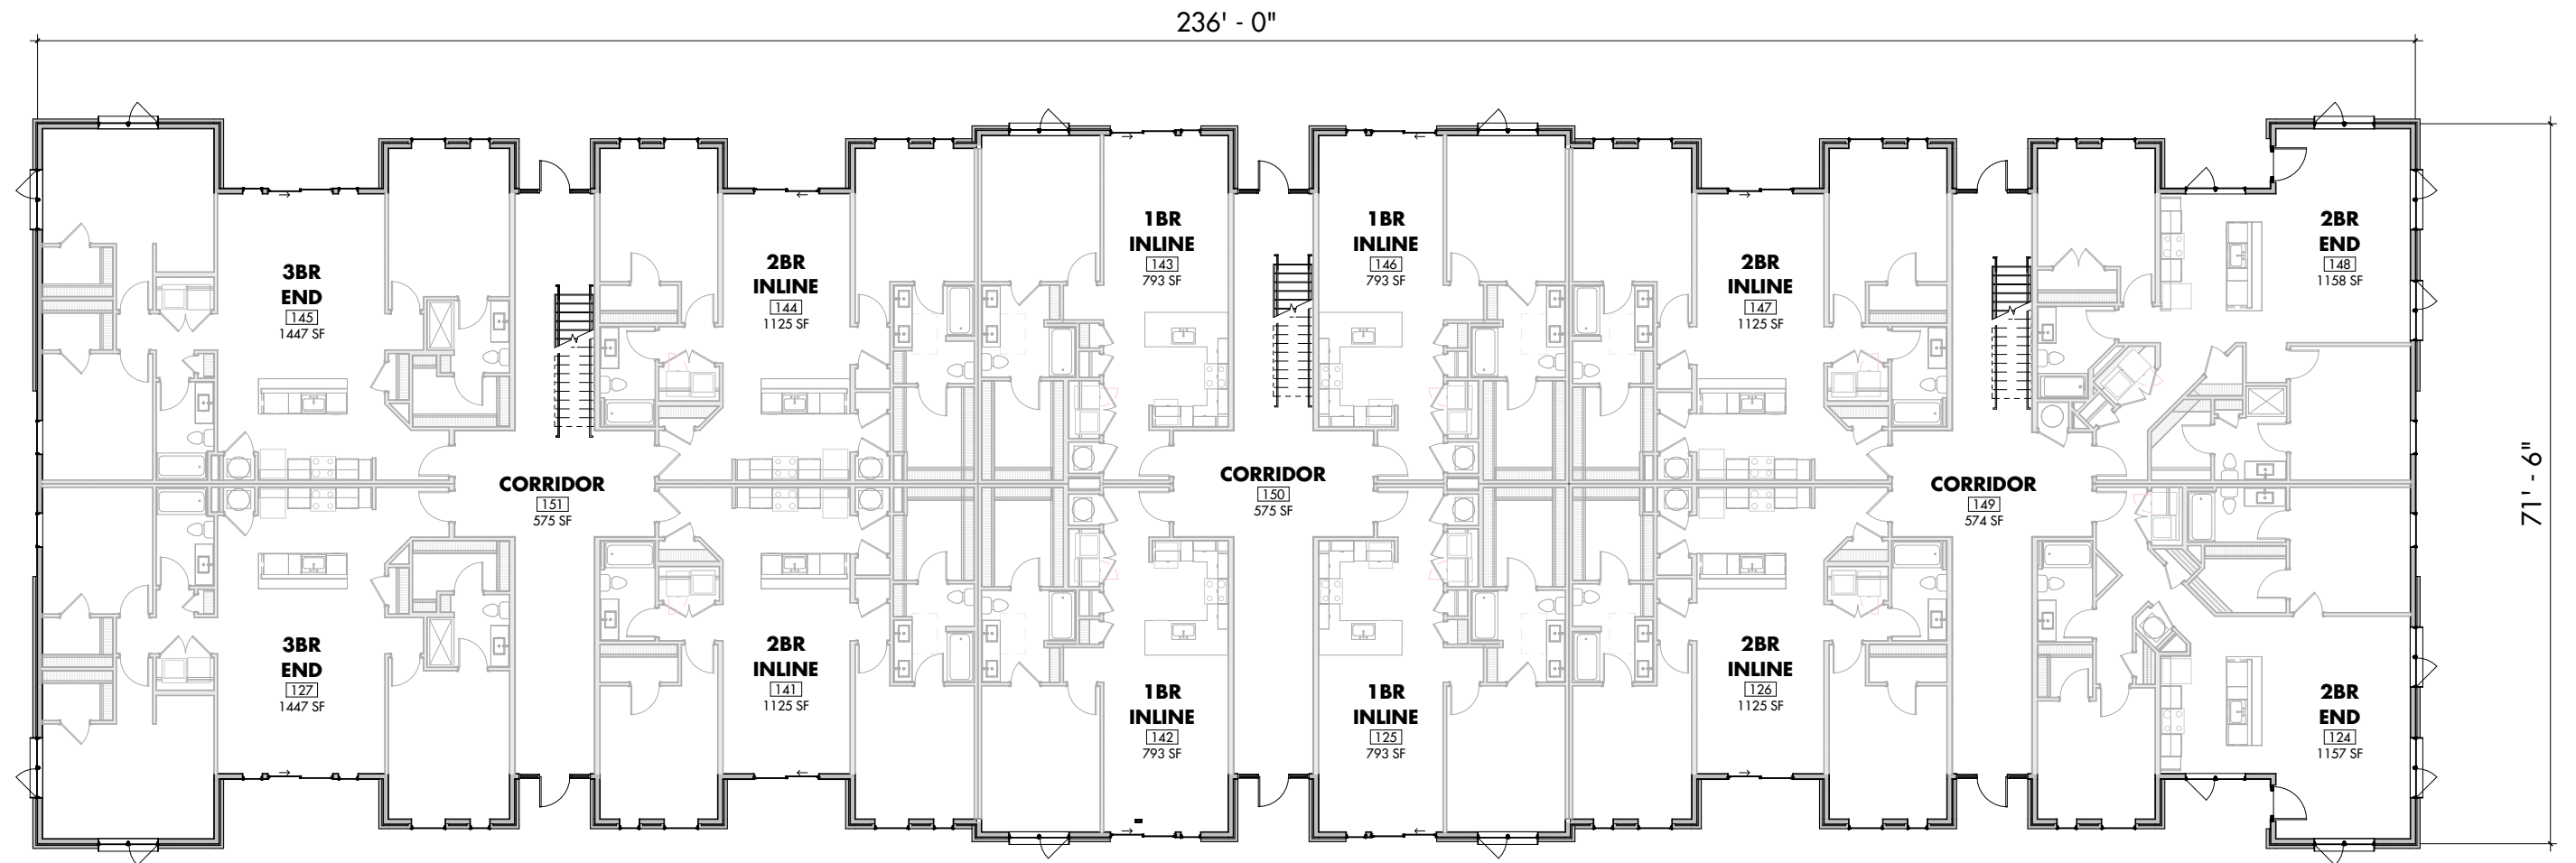 236' - 0"
71' - 6"
3BR
END
145
1447 SF
2BR
INLINE
144
1125 SF
1BR
INLINE
143
793 SF
1BR
INLINE
146
793 SF
2BR
INLINE
147
1125 SF
2BR
END
148
1158 SF
CORRIDOR
151
575 SF
CORRIDOR
150
575 SF
CORRIDOR
149
574 SF
3BR
END
127
1447 SF
2BR
INLINE
141
1125 SF
1BR
INLINE
142
793 SF
1BR
INLINE
125
793 SF
2BR
INLINE
126
1125 SF
2BR
END
124
1157 SF